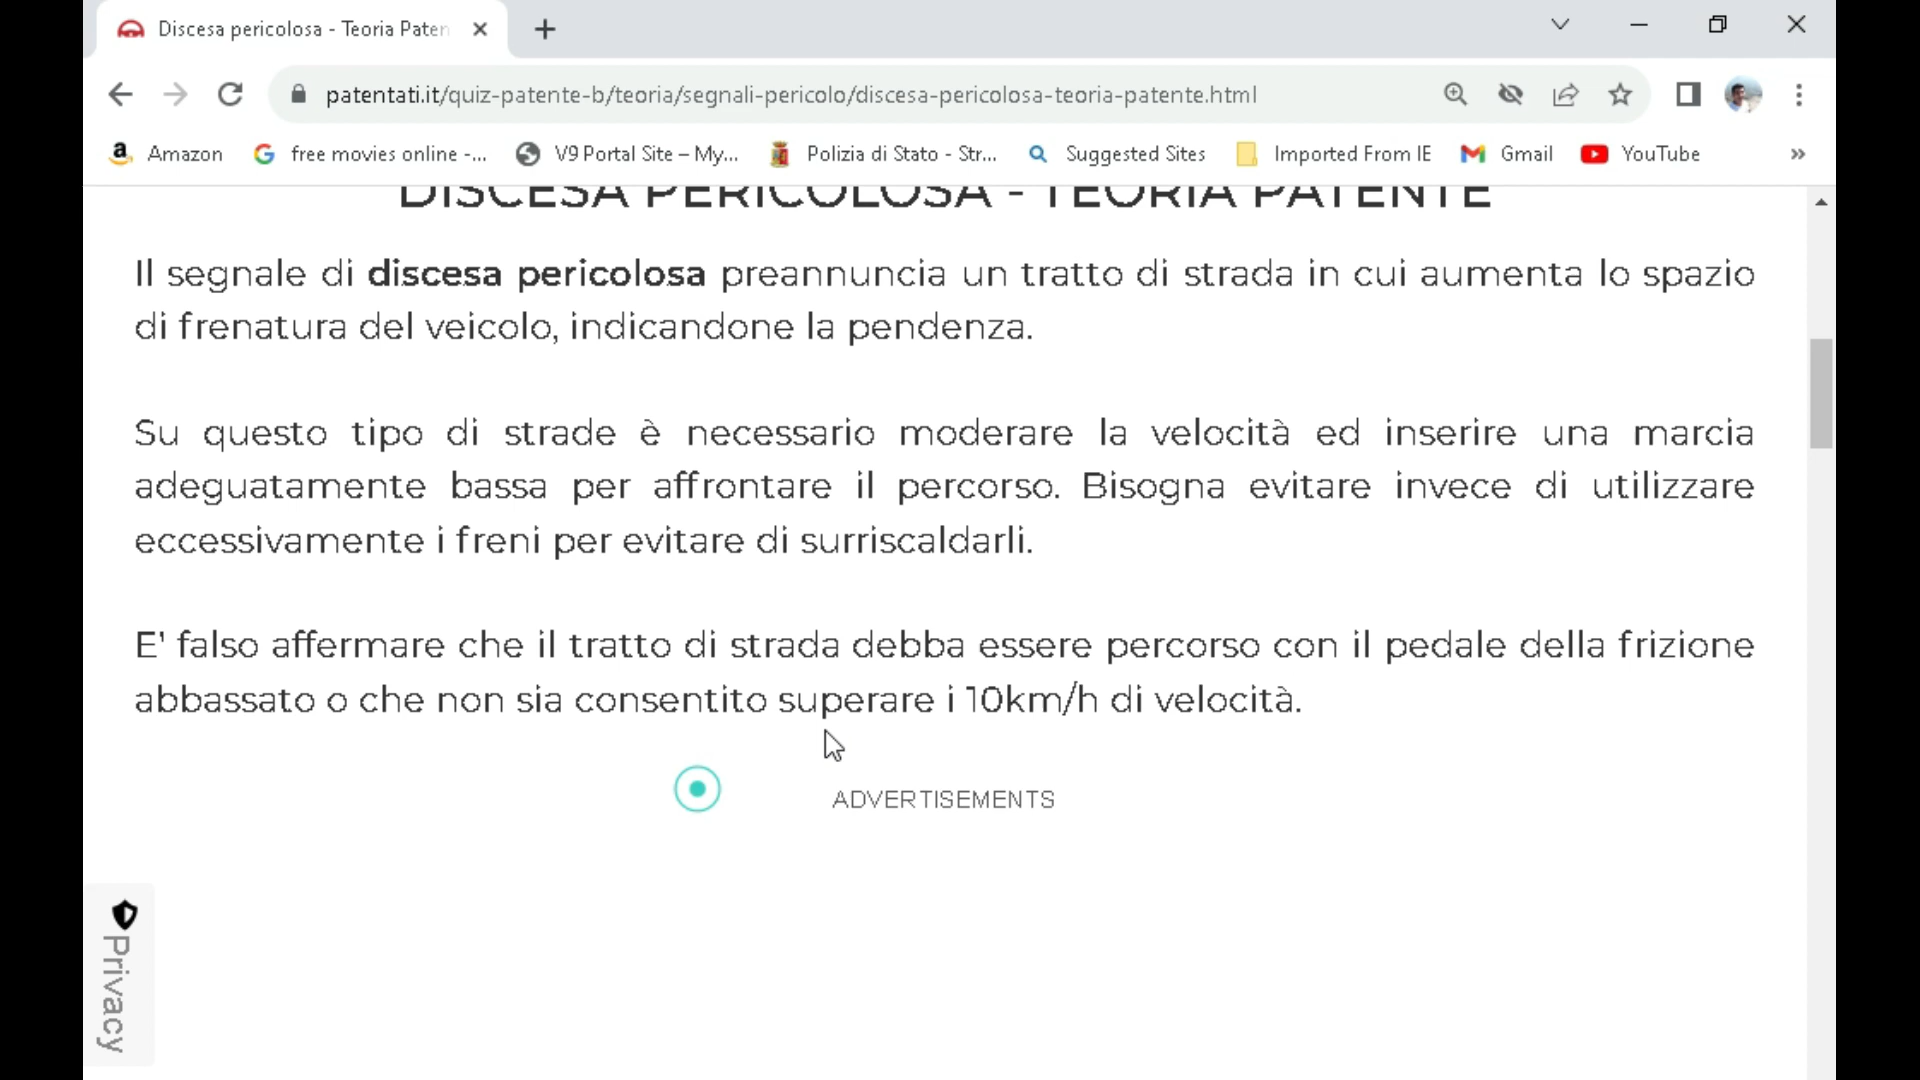 Discesa pericolosa - Teoria Paten
patentati.it/quiz-patente-b/teoria/segnali-pericolo/discesa-pericolosa-teoria-patente.html
Amazon free movies online -... V9 Portal Site – My... Polizia di Stato - Str... Suggested Sites Imported From IE Gmail YouTube »
DISCESA PERICOLOSA - TEORIA PATENTE
Il segnale di discesa pericolosa preannuncia un tratto di strada in cui aumenta lo spazio
di frenatura del veicolo, indicandone la pendenza.
Su questo tipo di strade è necessario moderare la velocità ed inserire una marcia
adeguatamente bassa per affrontare il percorso. Bisogna evitare invece di utilizzare
eccessivamente i freni per evitare di surriscaldarli.
E' falso affermare che il tratto di strada debba essere percorso con il pedale della frizione
abbassato o che non sia consentito superare i 10km/h di velocità.
ADVERTISEMENTS
Privacy